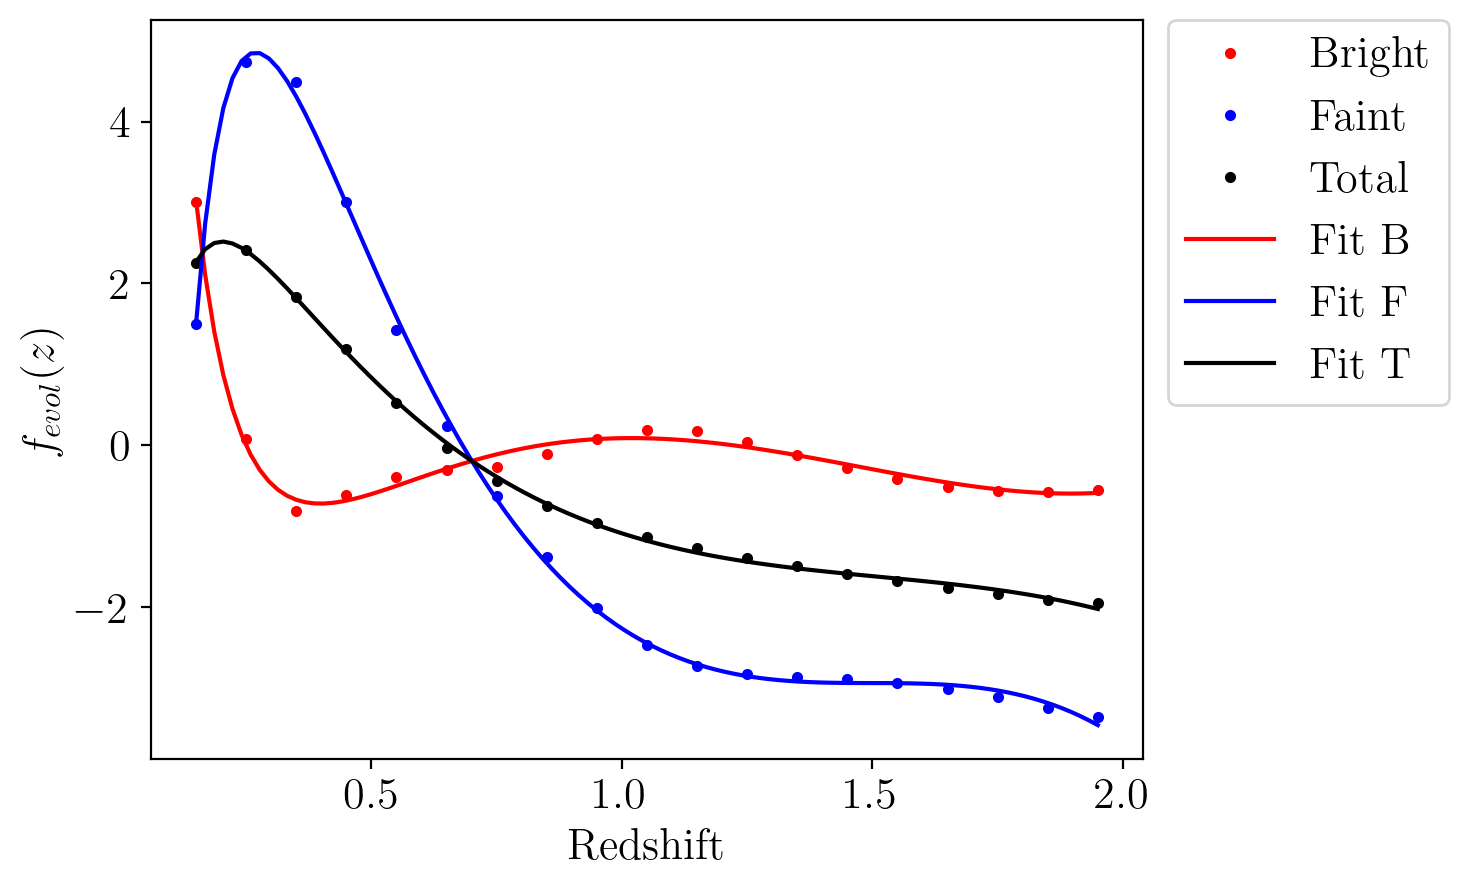 4
2
0
−2
f_{evol}(z)
0.5
1.0
1.5
2.0
Redshift
Bright
Faint
Total
Fit B
Fit F
Fit T